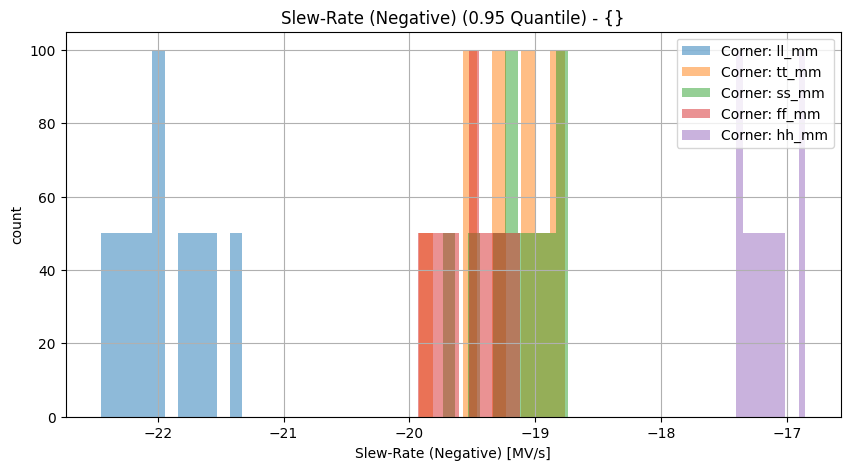 Slew-Rate (Negative) (0.95 Quantile) - {}
Corner: ll_mm
Corner: tt_mm
Corner: ss_mm
Corner: ff_mm
Corner: hh_mm
count
100
80
60
40
20
0
−22 −21 −20 −19 −18 −17
Slew-Rate (Negative) [MV/s]